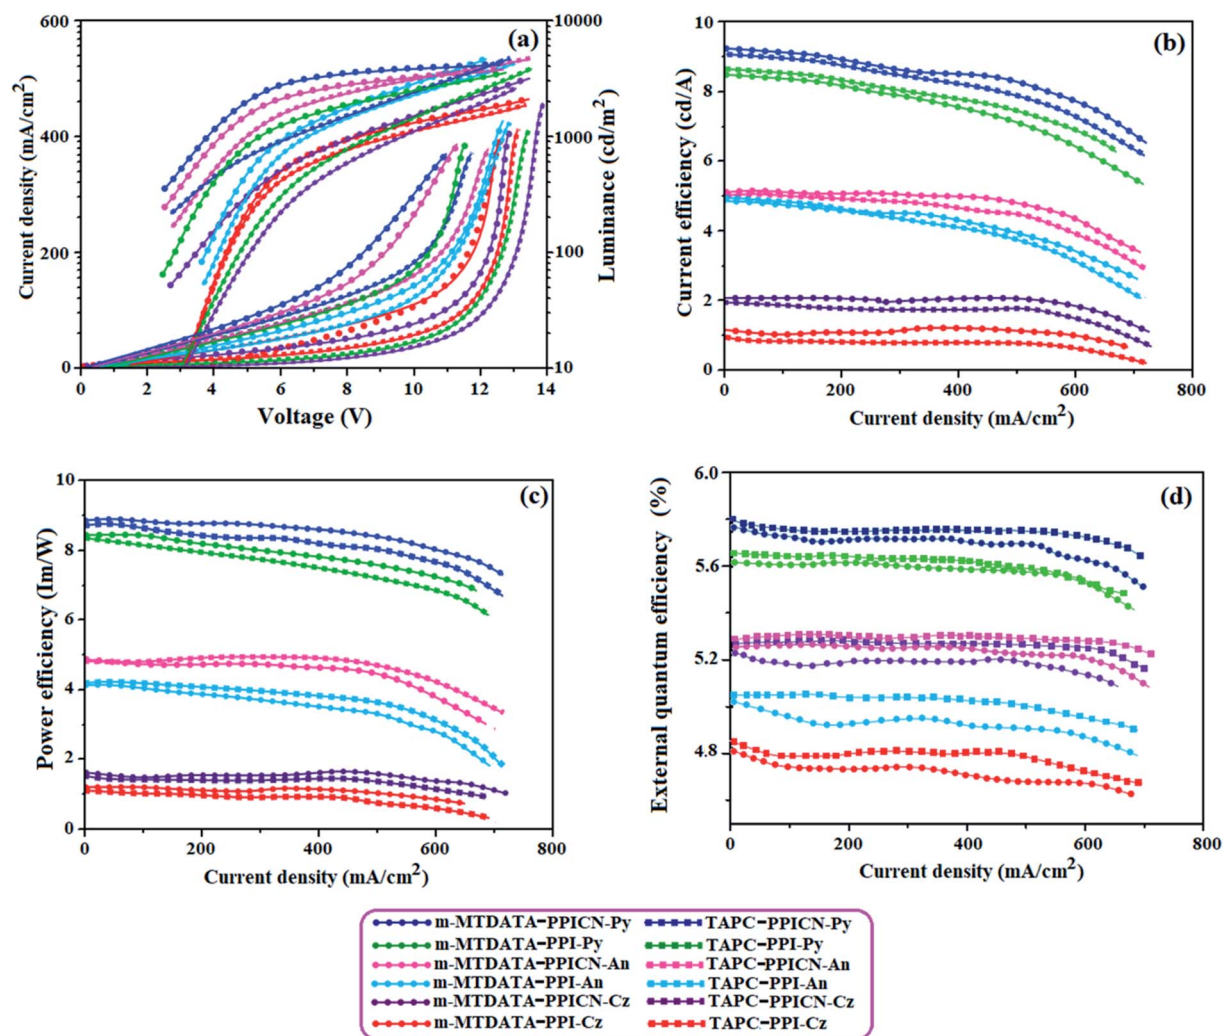 (a)
Current density (mA/cm2)
600
400
200
0
10000
1000
100
10
Luminance (cd/m2)
0 2 4 6 8 10 12 14
Voltage (V)
(b)
Current efficiency (cd/A)
10
8
6
4
2
0
0 200 400 600 800
Current density (mA/cm2)
(c)
Power efficiency (Im/W)
10
8
6
4
2
0
0 200 400 600 800
Current density (mA/cm2)
(d)
External quantum efficiency (%)
6.0
5.6
5.2
4.8
0 200 400 600 800
Current density (mA/cm2)
m-MTDATA-PPICN-Py TAPC-PPICN-Py
m-MTDATA-PPI-Py TAPC-PPI-Py
m-MTDATA-PPICN-An TAPC-PPICN-An
m-MTDATA-PPI-An TAPC-PPI-An
m-MTDATA-PPICN-Cz TAPC-PPICN-Cz
m-MTDATA-PPI-Cz TAPC-PPI-Cz